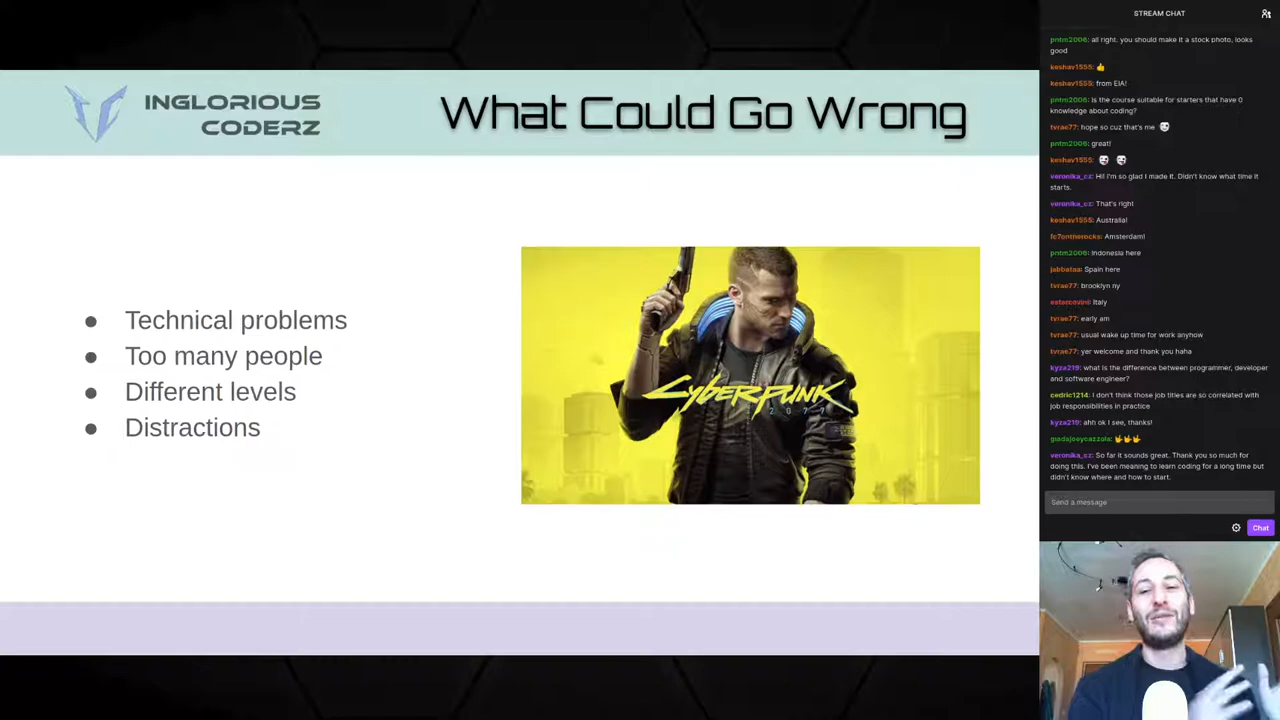 INGLORIOUS
CODERZ
What Could Go Wrong
Technical problems
Too many people
Different levels
Distractions
CYBERPUNK
2077
STREAM CHAT
pntm2006: all right. you should make it a stock photo, looks
good
keshav1555: 👍
keshav1555: from EIA!
pntm2006: is the course suitable for starters that have 0
knowledge about coding?
tvrae77: hope so cuz that's me
pntm2006: great!
keshav1555:
veronika_cz: Hi! I'm so glad I made it. Didn't know what time it
starts.
veronika_cz: That's right
keshav1555: Australia!
Amsterdam!
pntm2006: indonesia here
jabbataa: Spain here
tvrae77: brooklyn ny
Italy
tvrae77: early am
tvrae77: usual wake up time for work anyhow
tvrae77: yer welcome and thank you haha
kyza219: what is the difference between programmer, developer
and software engineer?
cedric1214: I don't think those job titles are so correlated with
job responsibilities in practice
kyza219: ahh ok I see, thanks!
giadajoeycazzola: 🤟🤟🤟
veronika_cz: So far it sounds great. Thank you so much for
doing this. I've been meaning to learn coding for a long time but
didn't know where and how to start.
Send a message
Chat